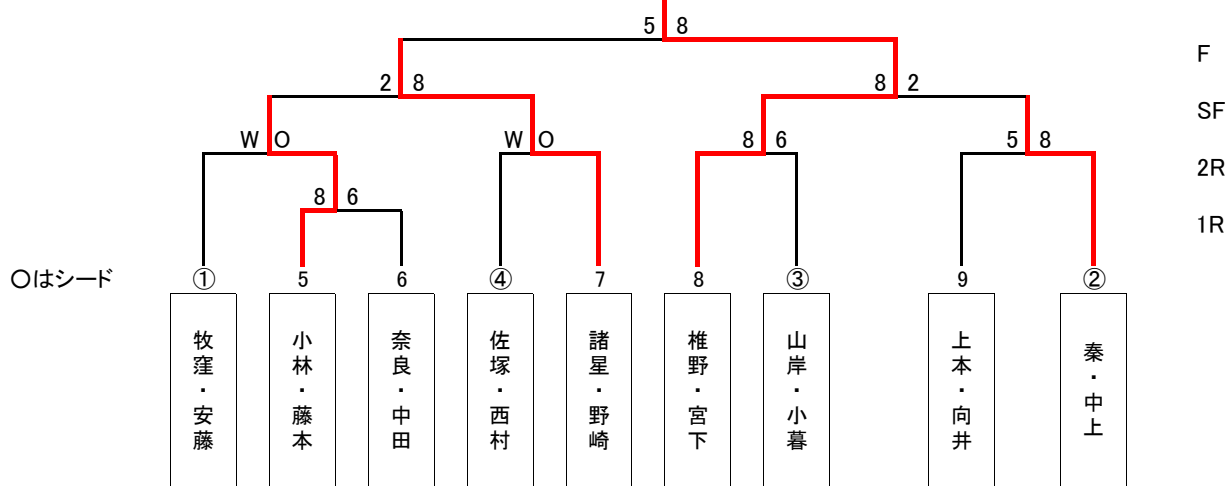 5 8
F
2 8
8 2
SF
W O
W O
8 6
5 8
2R
8 6
1R
〇はシード
①
5
6
④
7
8
③
9
②
牧窪・安藤
小林・藤本
奈良・中田
佐塚・西村
諸星・野崎
椎野・宮下
山岸・小暮
上本・向井
秦・中上